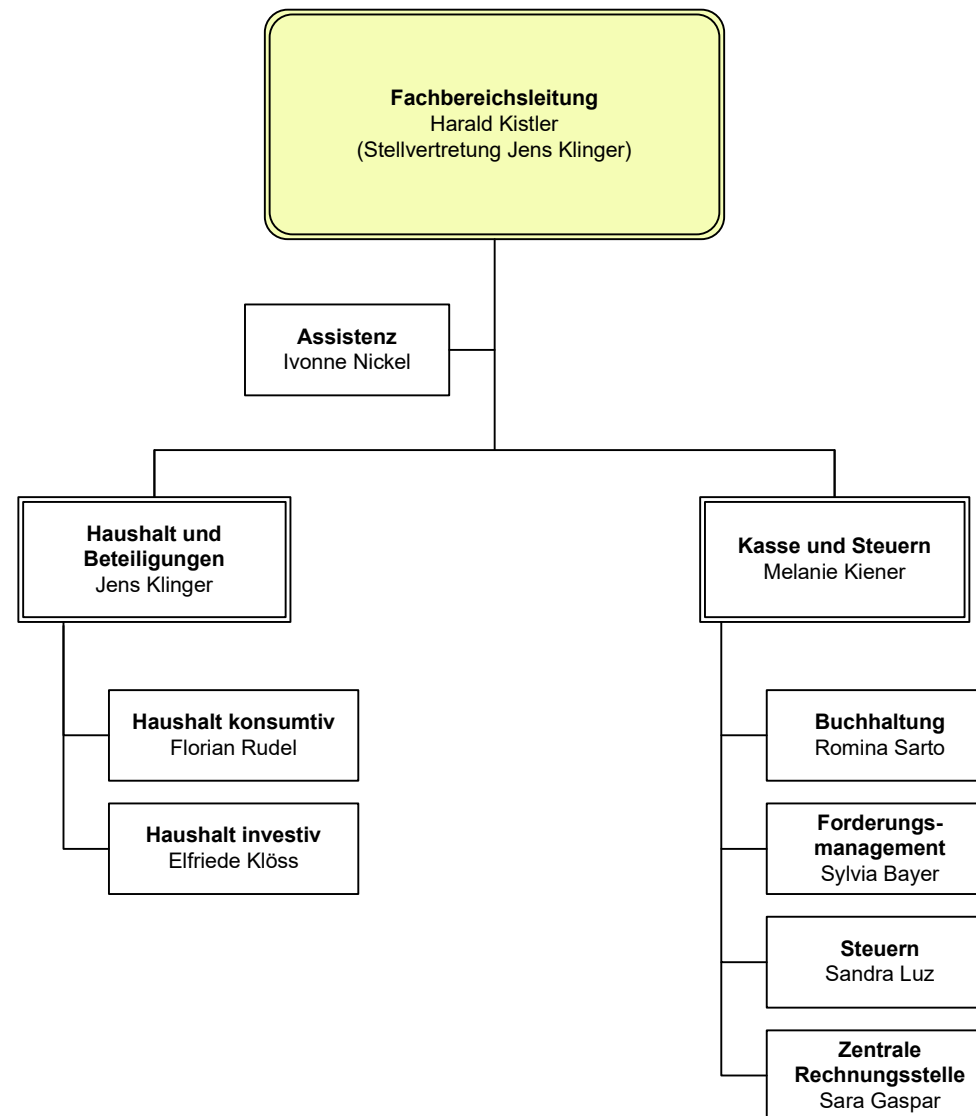 Fachbereichsleitung
Harald Kistler
(Stellvertretung Jens Klinger)
Assistenz
Ivonne Nickel
Haushalt und
Beteiligungen
Jens Klinger
Haushalt konsumtiv
Florian Rudel
Haushalt investiv
Elfriede Klöss
Kasse und Steuern
Melanie Kiener
Buchhaltung
Romina Sarto
Forderungs-
management
Sylvia Bayer
Steuern
Sandra Luz
Zentrale
Rechnungsstelle
Sara Gaspar